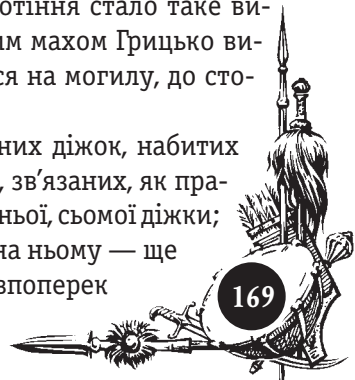 отіння стало таке ви-
им махом Грицько ви-
ся на могилу, до сто-
них діжок, набитих
, зв’язаних, як пра-
ньої, сьомої діжки;
на ньому — ще
впоперек
169